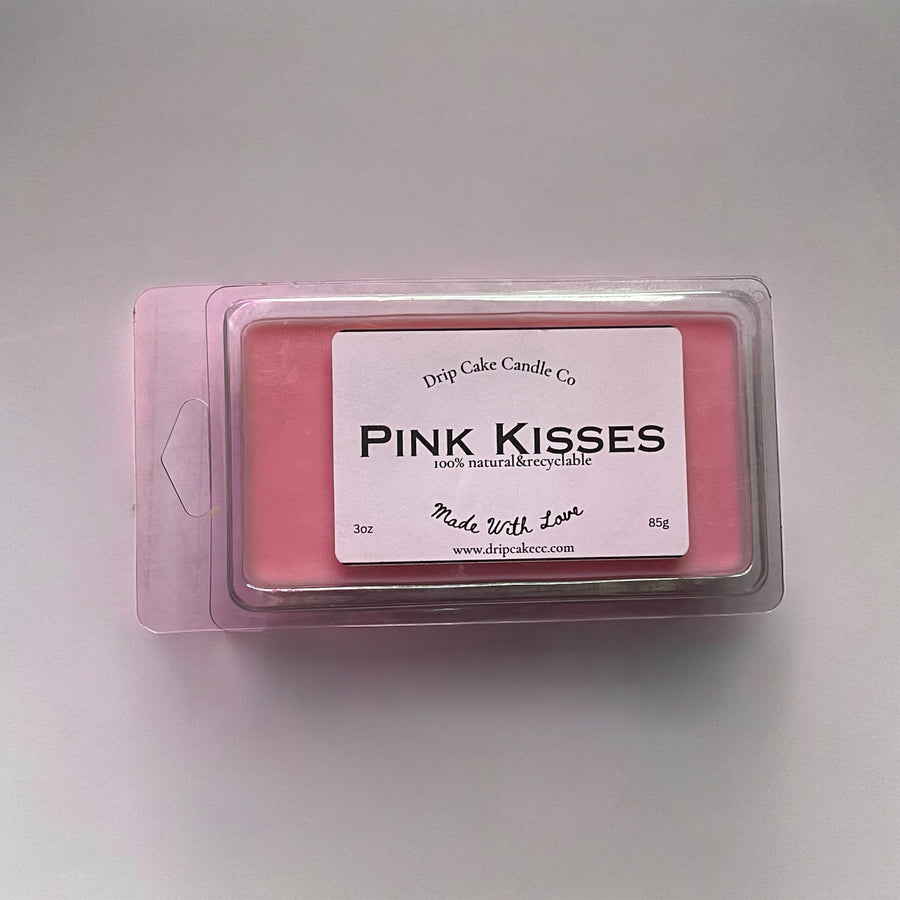 Drip Cake Candle Co
PINK KISSES
100% natural&recyclable
Made With Love
3oz
85g
www.dripcakecc.com